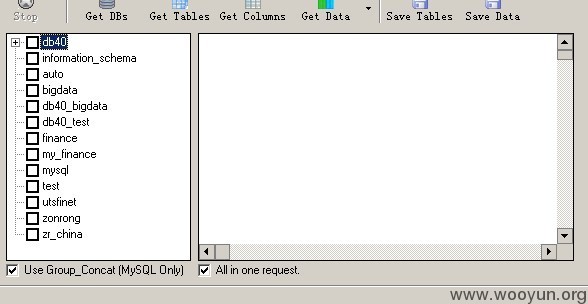 Stop Get DBs Get Tables Get Columns Get Data Save Tables Save Data
db40
information_schema
auto
bigdata
db40_bigdata
db40_test
finance
my_finance
mysql
test
utsfinet
zonrong
zr_china
Use Group_Concat (MySQL Only) All in one request.
www.wooyun.org